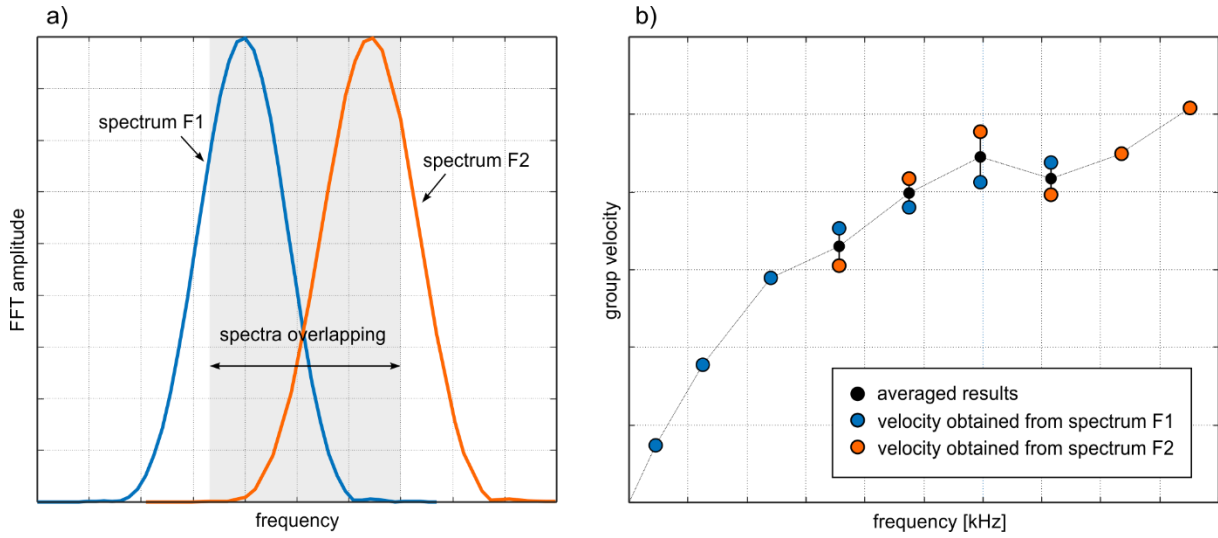 a)
spectrum F1
spectrum F2
spectra overlapping
FFT amplitude
frequency
b)
group velocity
averaged results
velocity obtained from spectrum F1
velocity obtained from spectrum F2
frequency [kHz]